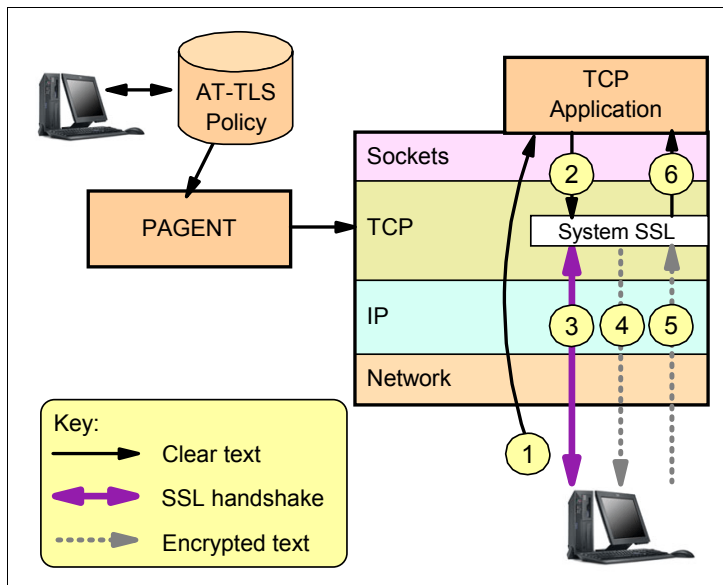 AT-TLS
Policy
TCP
Application
Sockets
2
6
PAGENT
TCP
System SSL
IP
3
4
5
Network
Key:
1
Clear text
SSL handshake
Encrypted text